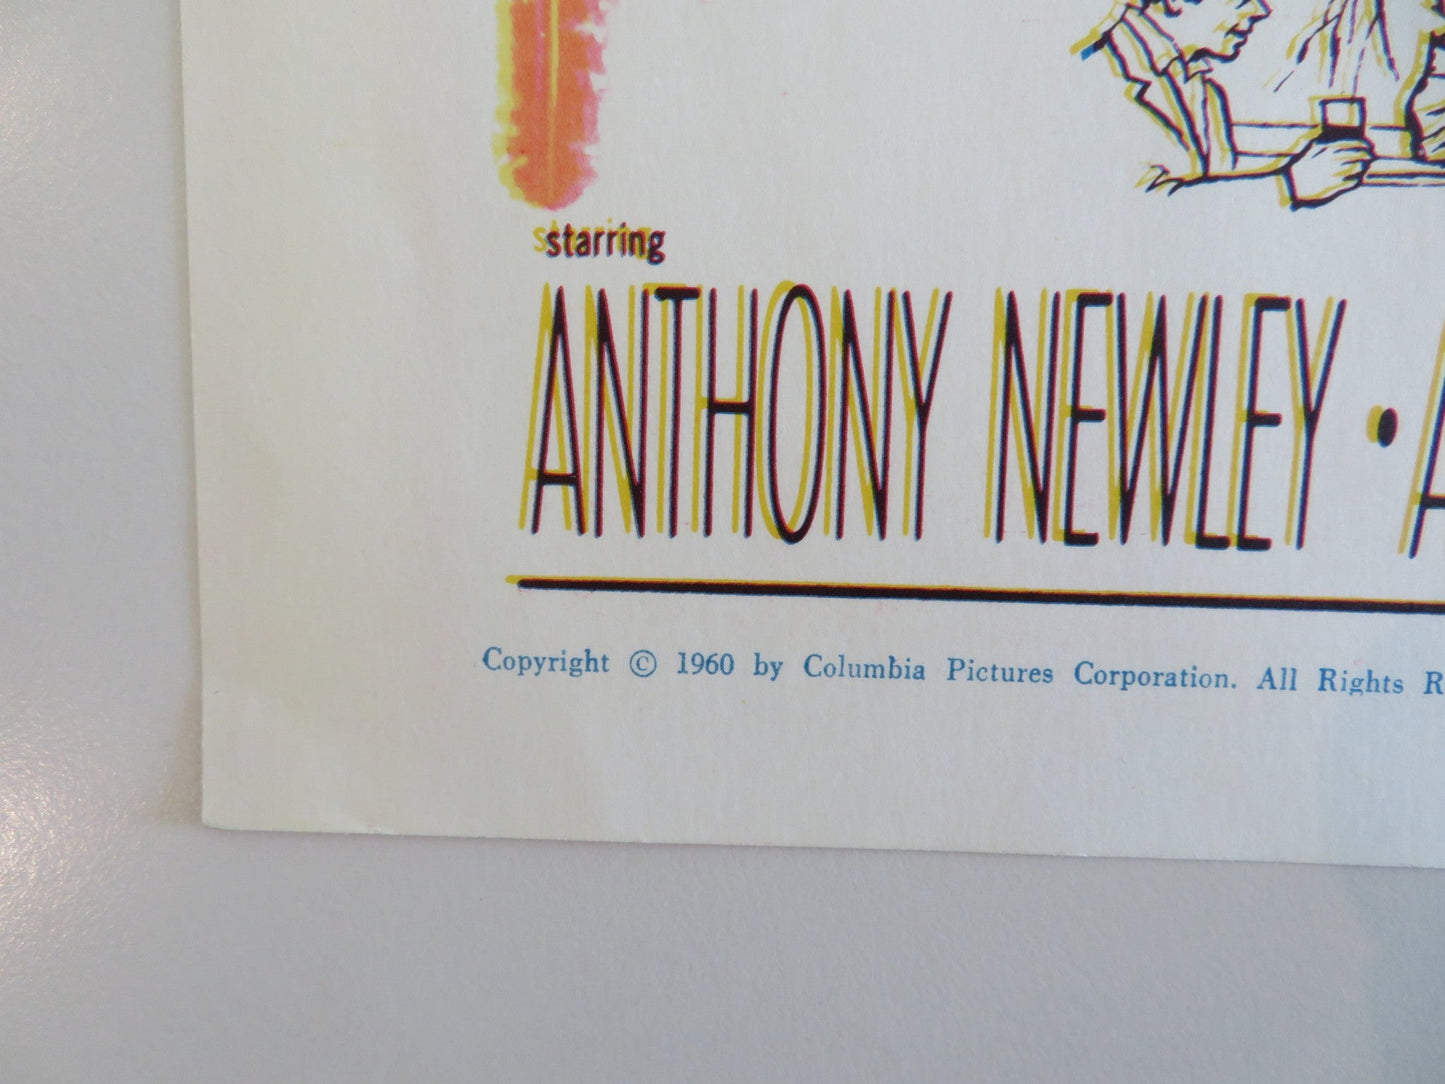 starring
ANTHONY NEWLEY •
Copyright © 1960 by Columbia Pictures Corporation. All Rights